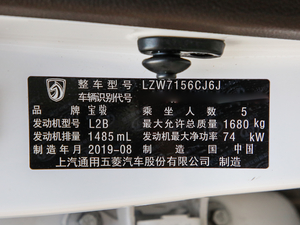 整车型号 LZW7156CJ6J
车辆识别代号
品牌 宝骏 乘坐人数 5
发动机型号 L2B 最大允许总质量 1680 kg
发动机排量 1485 mL 发动机最大净功率 74 kW
制造年月 2019-08 制造国 中国
上汽通用五菱汽车股份有限公司 制造